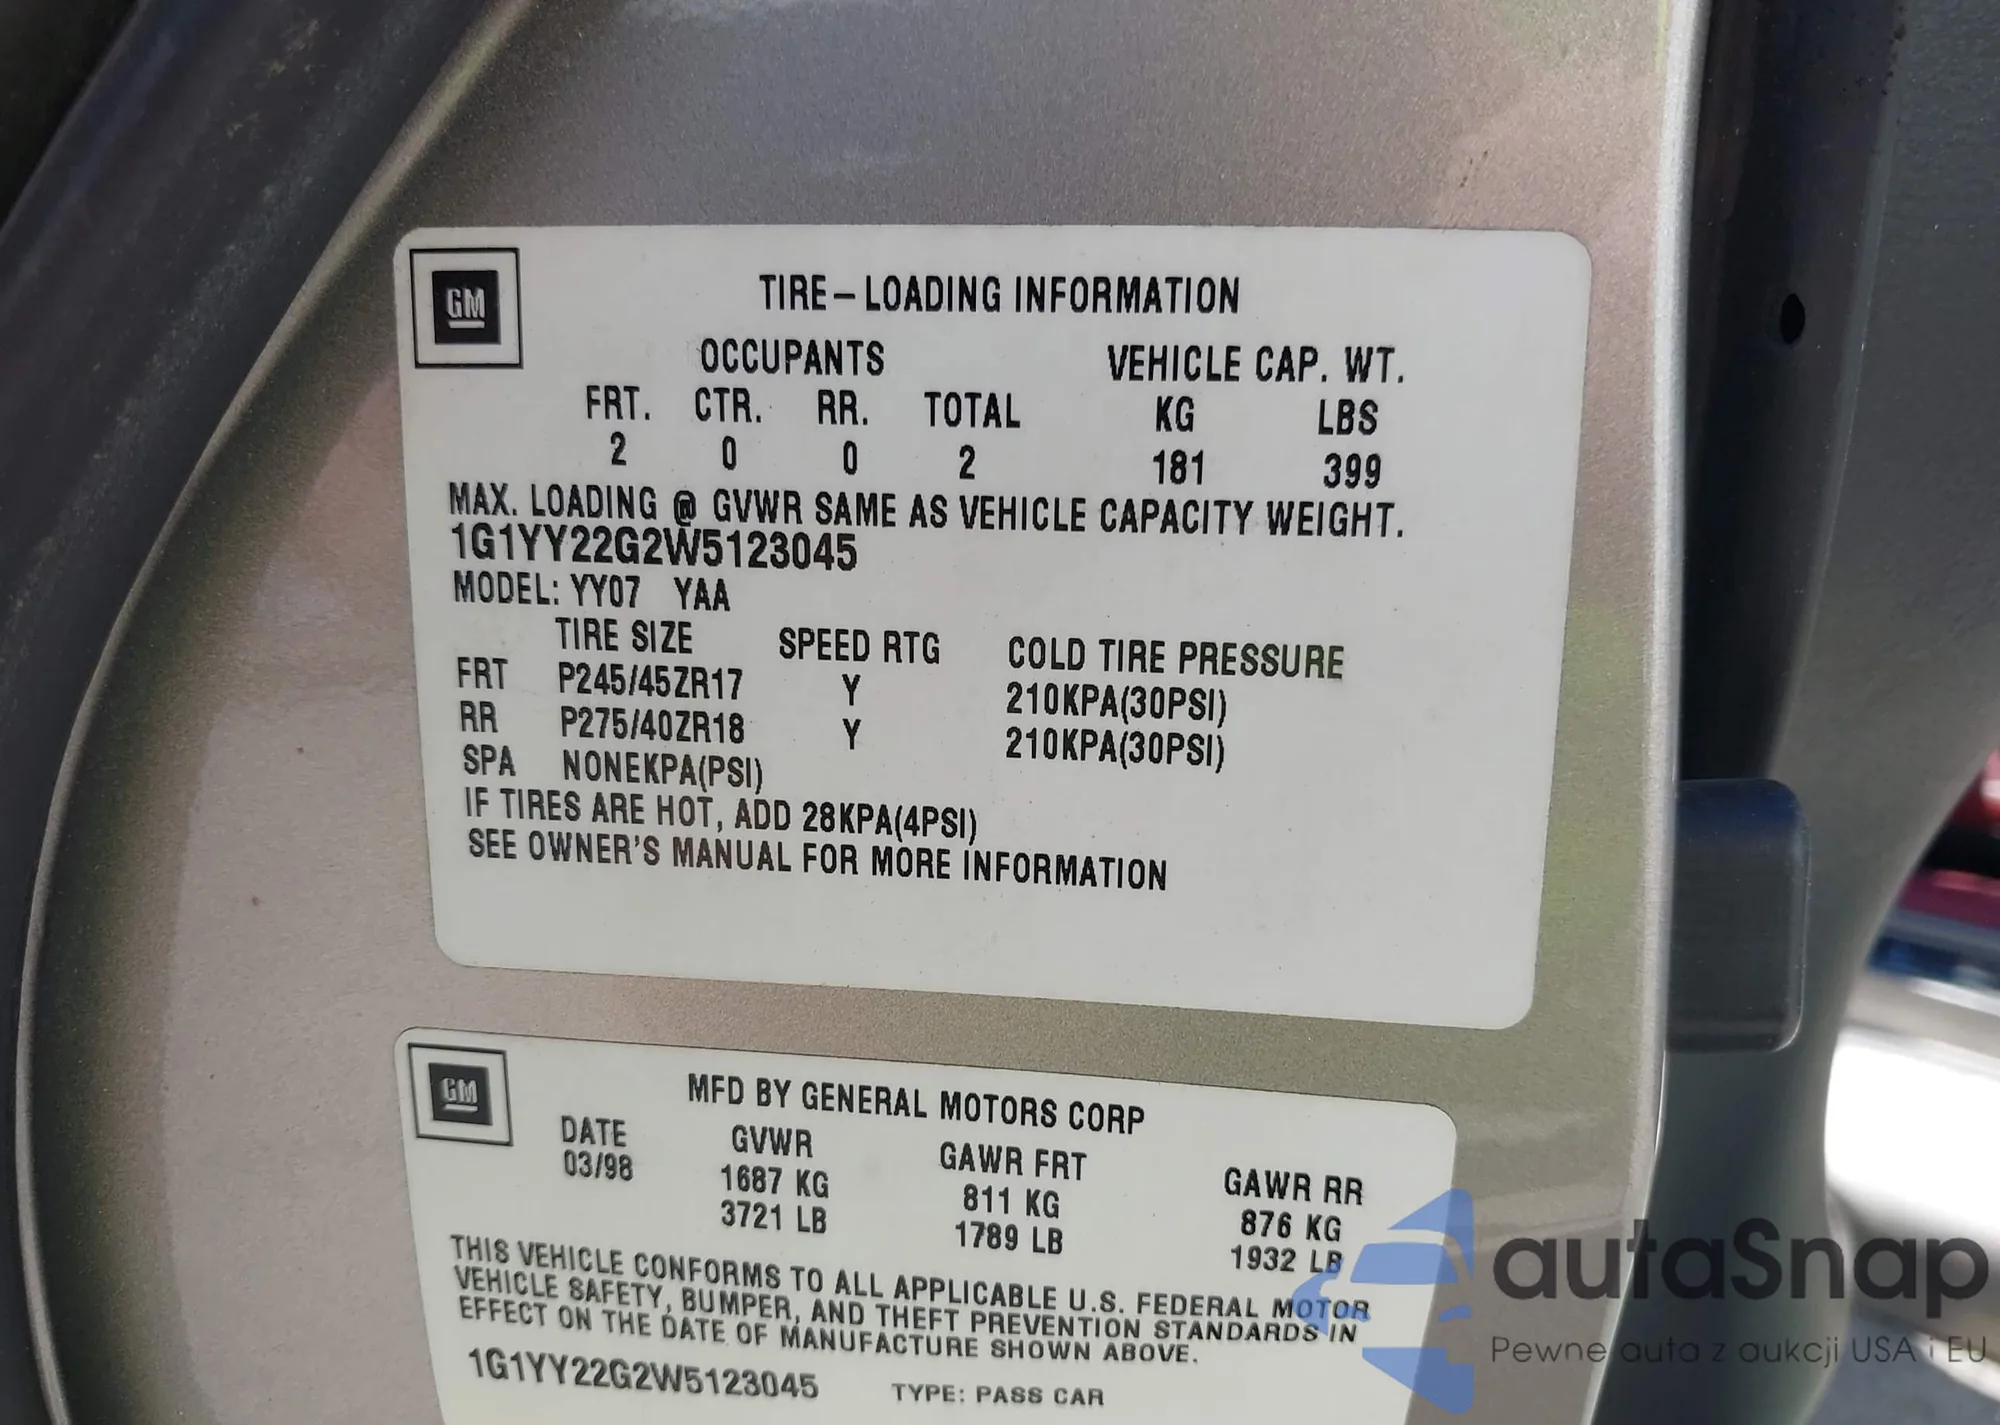 GM
TIRE-LOADING INFORMATION
OCCUPANTS VEHICLE CAP. WT.
FRT. CTR. RR. TOTAL KG LBS
2 0 0 2 181 399
MAX. LOADING @ GVWR SAME AS VEHICLE CAPACITY WEIGHT.
1G1YY22G2W5123045
MODEL: YY07 YAA
TIRE SIZE SPEED RTG COLD TIRE PRESSURE
FRT P245/45ZR17 Y 210KPA(30PSI)
RR P275/40ZR18 Y 210KPA(30PSI)
SPA NONEKPA(PSI)
IF TIRES ARE HOT, ADD 28KPA(4PSI)
SEE OWNER'S MANUAL FOR MORE INFORMATION
GM
MFD BY GENERAL MOTORS CORP
DATE GVWR GAWR FRT GAWR RR
03/98 1687 KG 811 KG 876 KG
3721 LB 1789 LB 1932 LB
THIS VEHICLE CONFORMS TO ALL APPLICABLE U.S. FEDERAL MOTOR
VEHICLE SAFETY, BUMPER, AND THEFT PREVENTION STANDARDS IN
EFFECT ON THE DATE OF MANUFACTURE SHOWN ABOVE.
1G1YY22G2W5123045 TYPE: PASS CAR
autaSnap
Pewne auta z aukcji USA i EU